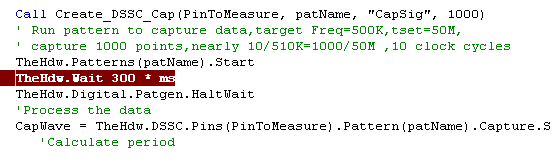 Call Create_DSSC_Cap(PinToMeasure, patName, "CapSig", 1000)
' Run pattern to capture data,target Freq=500K,tset=50M,
' capture 1000 points,nearly 10/510K=1000/50M ,10 clock cycles
TheHdw.Patterns(patName).Start
TheHdw.Wait 300 * ms
TheHdw.Digital.Patgen.HaltWait
'Process the data
CapWave = TheHdw.DSSC.Pins(PinToMeasure).Pattern(patName).Capture.S
'Calculate period